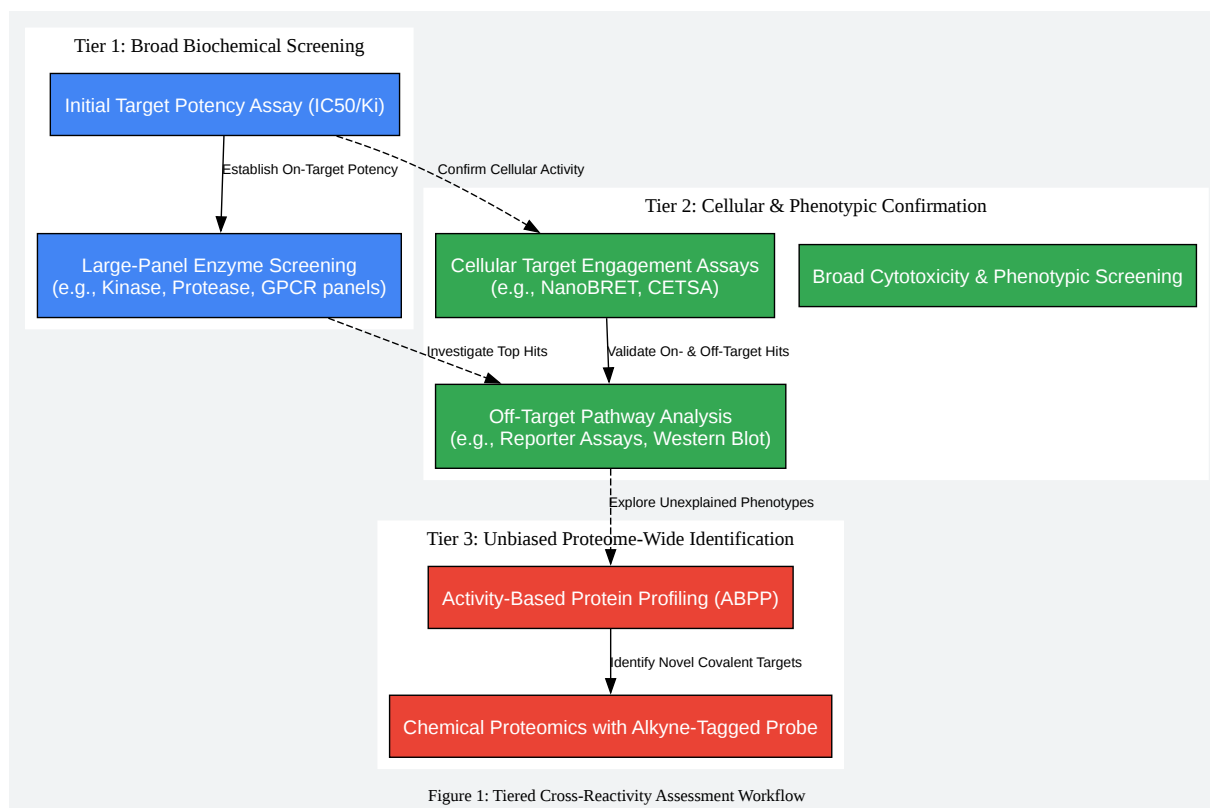 Tier 1: Broad Biochemical Screening
Initial Target Potency Assay (IC50/Ki)
Establish On-Target Potency
Confirm Cellular Activity
Tier 2: Cellular & Phenotypic Confirmation
Large-Panel Enzyme Screening
(e.g., Kinase, Protease, GPCR panels)
Cellular Target Engagement Assays
(e.g., NanoBRET, CETSA)
Broad Cytotoxicity & Phenotypic Screening
Investigate Top Hits
Validate On- & Off-Target Hits
Off-Target Pathway Analysis
(e.g., Reporter Assays, Western Blot)
Explore Unexplained Phenotypes
Tier 3: Unbiased Proteome-Wide Identification
Activity-Based Protein Profiling (ABPP)
Identify Novel Covalent Targets
Chemical Proteomics with Alkyne-Tagged Probe
Figure 1: Tiered Cross-Reactivity Assessment Workflow